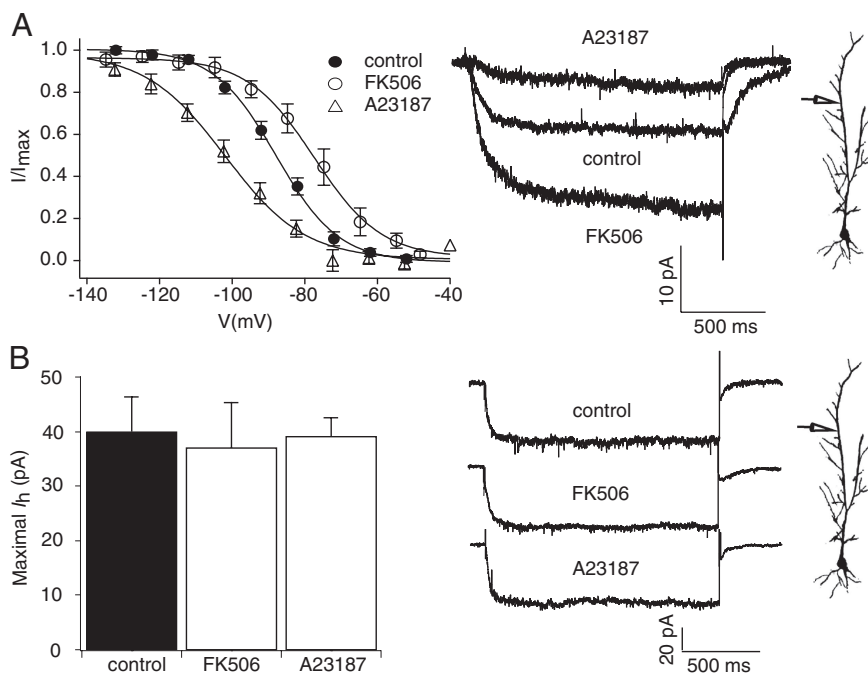 A
1.0
0.8
0.6
0.4
0.2
0.0
I/Imax
-140 -120 -100 -80 -60 -40
V(mV)
control
FK506
A23187
A23187
control
FK506
10 pA
500 ms
B
50
40
30
20
10
0
Maximal Ih (pA)
control FK506 A23187
control
FK506
A23187
20 pA
500 ms